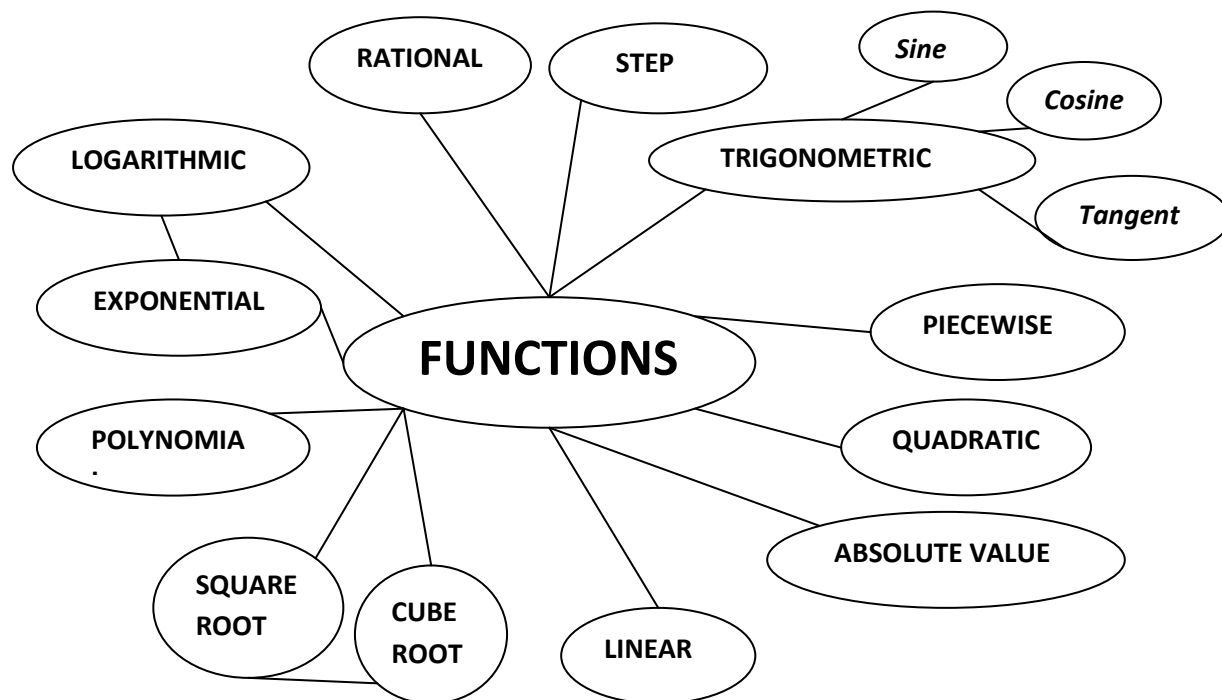 RATIONAL
STEP
Sine
Cosine
LOGARITHMIC
TRIGONOMETRIC
Tangent
EXPONENTIAL
PIECEWISE
FUNCTIONS
POLYNOMIA
QUADRATIC
ABSOLUTE VALUE
SQUARE
ROOT
CUBE
ROOT
LINEAR